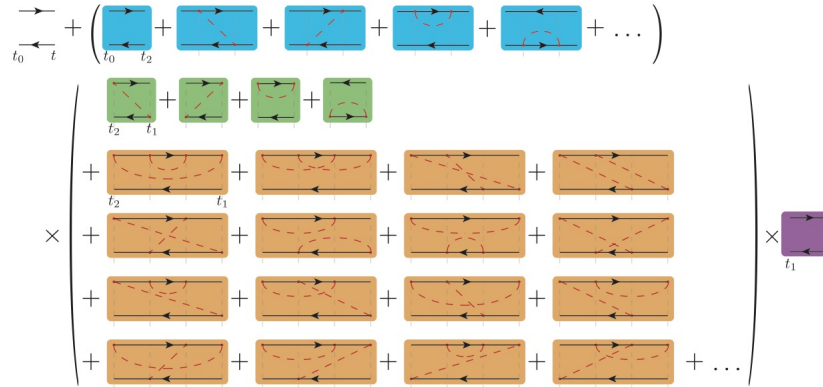 + ( + + + + + … )
t₀ t t₀ t₂
+ + +
t₂ t₁
× ( + + + + ) ×
t₂ t₁
+ + + +
t₁
+ + + +
+ + + + + …